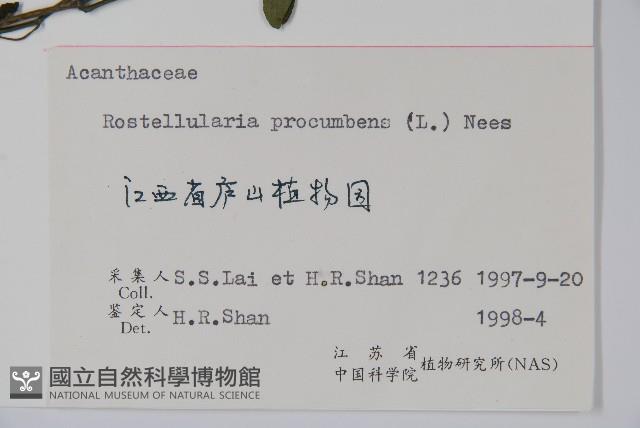 Acanthaceae
Rostellularia procumbens (L.) Nees
江西省庐山植物园
采集人 S.S.Lai et H.R.Shan 1236 1997-9-20
Coll.
鉴定人 H.R.Shan 1998-4
Det.
江苏省
中国科学院 植物研究所(NAS)
國立自然科學博物館
NATIONAL MUSEUM OF NATURAL SCIENCE